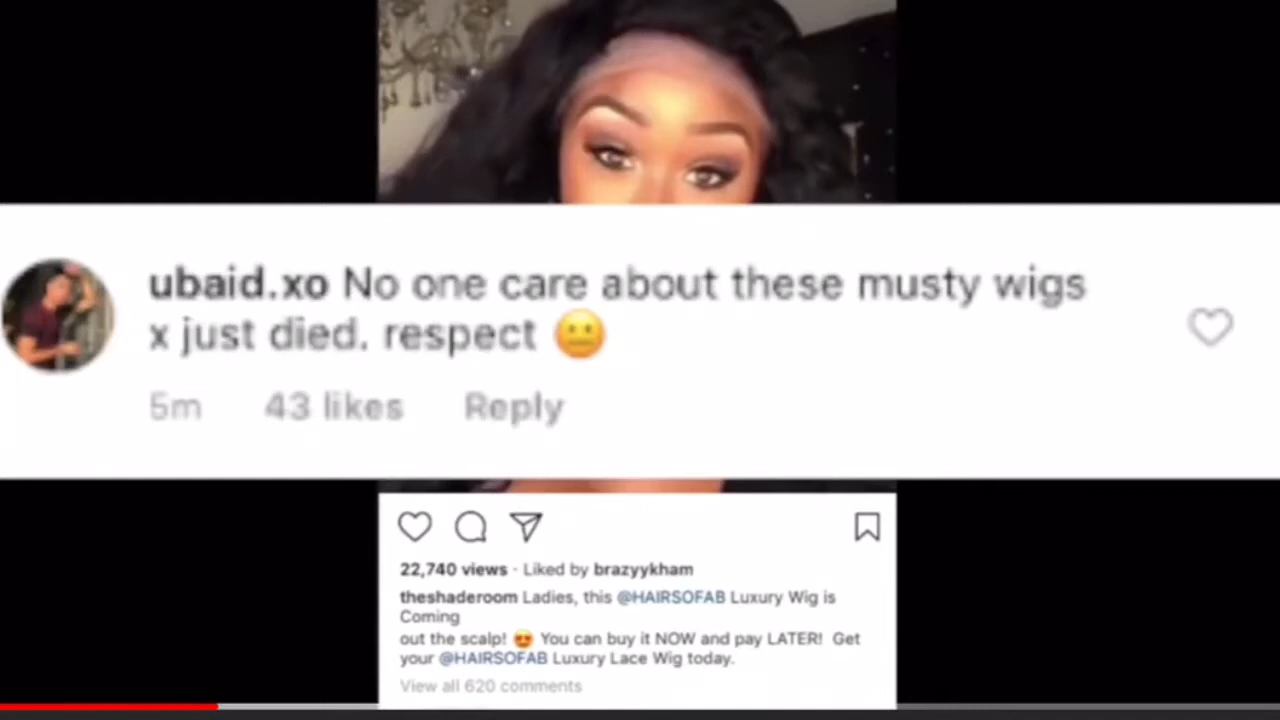 ubaid.xo No one care about these musty wigs
x just died. respect 😐
5m 43 likes Reply
22,740 views · Liked by brazyykham
theshaderoom Ladies, this @HAIRSOFAB Luxury Wig is
Coming
out the scalp! 😍 You can buy it NOW and pay LATER! Get
your @HAIRSOFAB Luxury Lace Wig today.
View all 620 comments